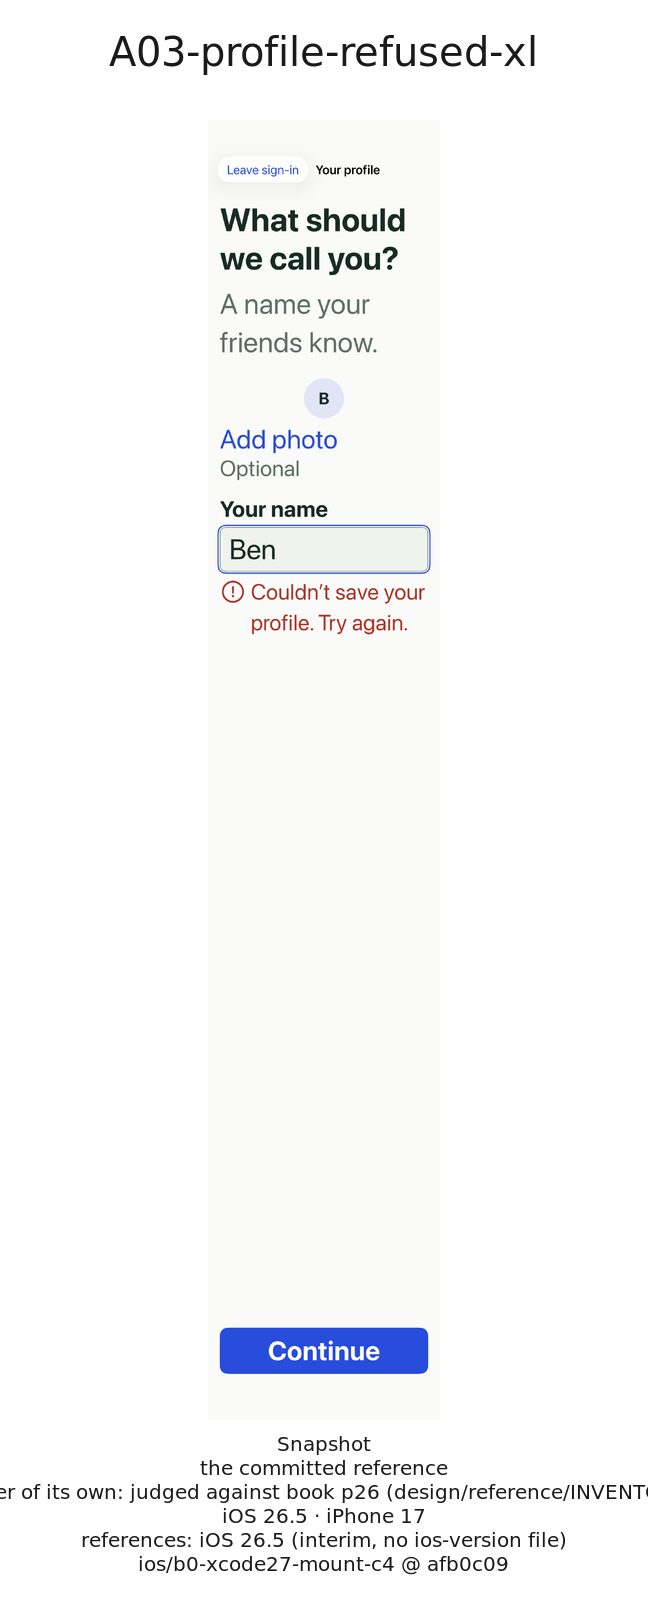 A03-profile-refused-xl
Leave sign-in Your profile
What should
we call you?
A name your
friends know.
B
Add photo
Optional
Your name
Ben
Couldn’t save your
profile. Try again.
Continue
Snapshot
the committed reference
of its own: judged against book p26 (design/reference/
iOS 26.5 · iPhone 17
references: iOS 26.5 (interim, no ios-version file)
ios/b0-xcode27-mount-c4 @ afb0c09